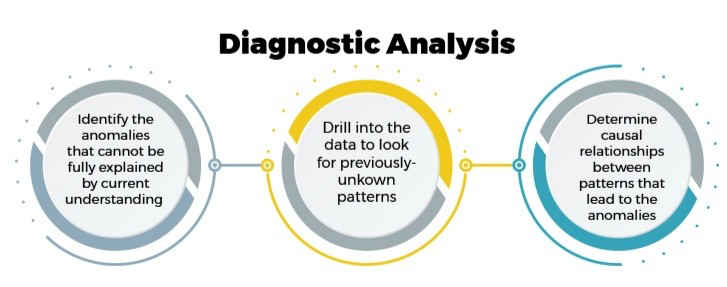 Diagnostic Analysis
Identify the
anomalies
that cannot be
fully explained
by current
understanding
Drill into the
data to look
for previously-
unkown
patterns
Determine
causal
relationships
between
patterns that
lead to the
anomalies